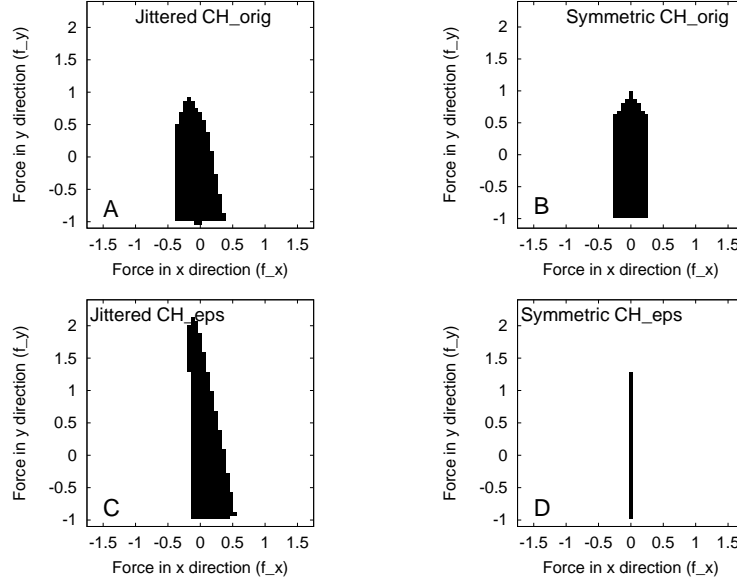 Jittered CH_orig
Force in y direction (f_y)
2
1.5
1
0.5
0
-0.5
-1
A
-1.5 -1 -0.5 0 0.5 1 1.5
Force in x direction (f_x)
Symmetric CH_orig
Force in y direction (f_y)
2
1.5
1
0.5
0
-0.5
-1
B
-1.5 -1 -0.5 0 0.5 1 1.5
Force in x direction (f_x)
Jittered CH_eps
Force in y direction (f_y)
2
1.5
1
0.5
0
-0.5
-1
C
-1.5 -1 -0.5 0 0.5 1 1.5
Force in x direction (f_x)
Symmetric CH_eps
Force in y direction (f_y)
2
1.5
1
0.5
0
-0.5
-1
D
-1.5 -1 -0.5 0 0.5 1 1.5
Force in x direction (f_x)